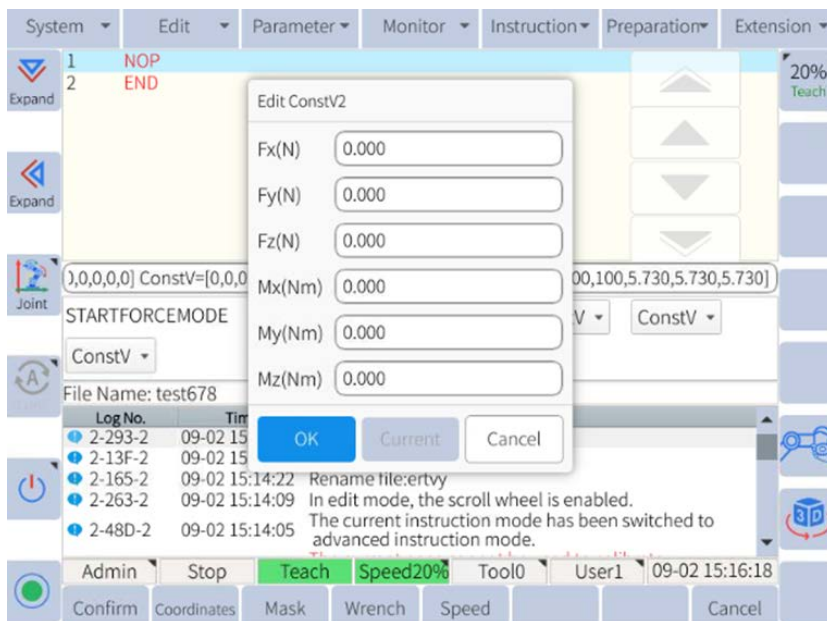 System Edit Parameter Monitor Instruction Preparation Extension
Expand
1 NOP
2 END
20%
Teach
Edit ConstV2
Fx(N) 0.000
Fy(N) 0.000
Expand
Fz(N) 0.000
),0,0,0,0] ConstV=[0,0,0 00,100,5.730,5.730,5.730]
Mx(Nm) 0.000
Joint
STARTFORCEMODE V ConstV
My(Nm) 0.000
ConstV
Mz(Nm) 0.000
A
File Name: test678
OK Current Cancel
Log No. Tim
2-293-2 09-02 15
2-13F-2 09-02 15
2-165-2 09-02 15:14:22 Rename file:ertvy
2-263-2 09-02 15:14:09 In edit mode, the scroll wheel is enabled.
2-48D-2 09-02 15:14:05 The current instruction mode has been switched to
advanced instruction mode.
3D
Admin Stop Teach Speed20% Tool0 User1 09-02 15:16:18
Confirm Coordinates Mask Wrench Speed Cancel